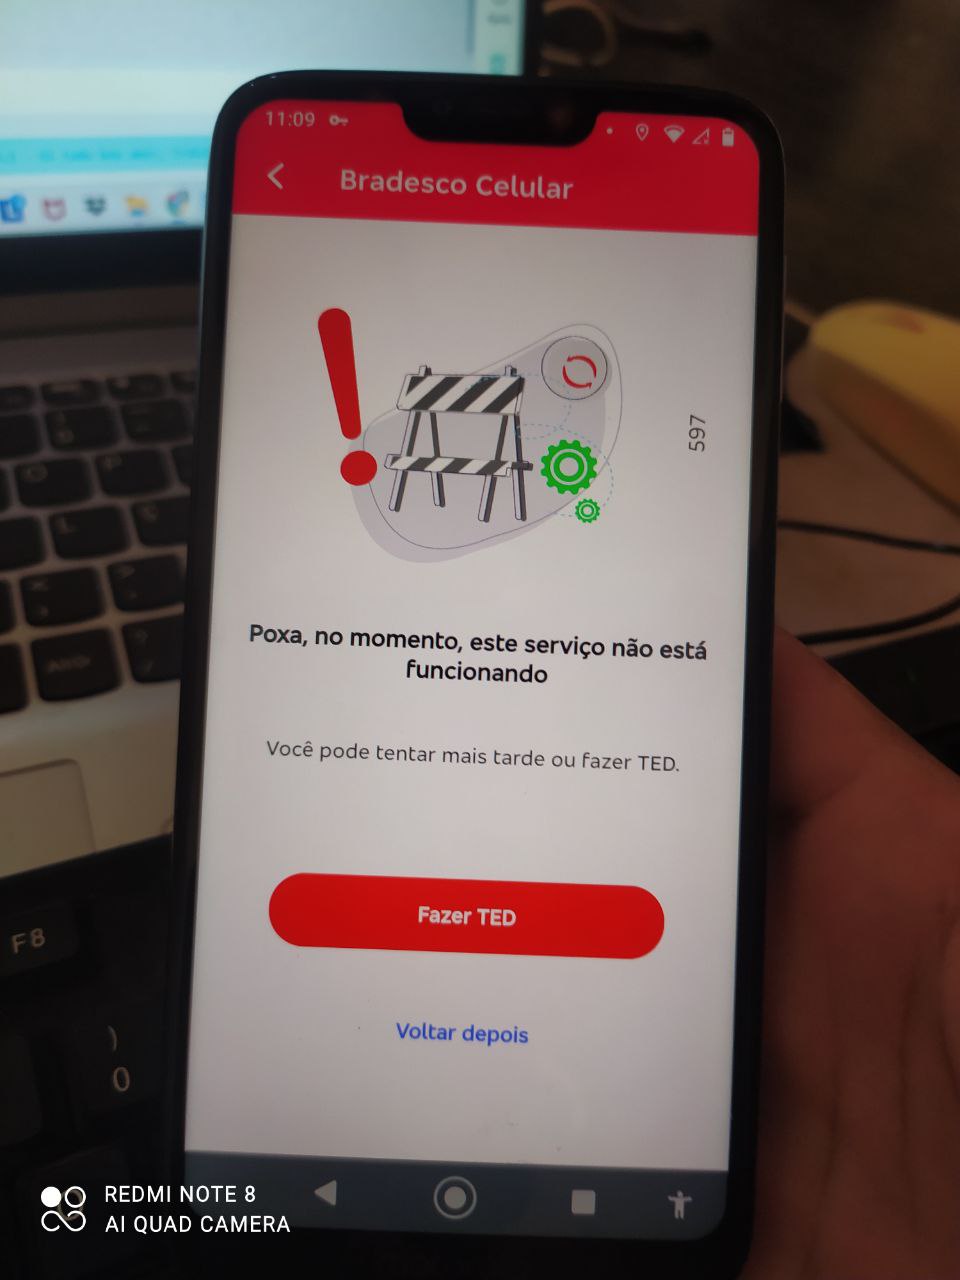 11:09
Bradesco Celular
597
Poxa, no momento, este serviço não está
funcionando
Você pode tentar mais tarde ou fazer TED.
Fazer TED
Voltar depois
F8
)
0
REDMI NOTE 8
AI QUAD CAMERA